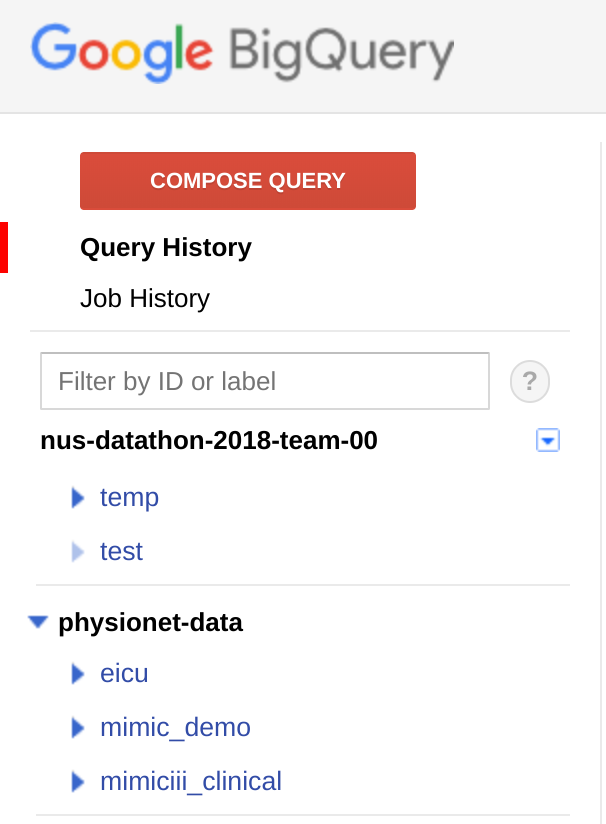 Google BigQuery
COMPOSE QUERY
Query History
Job History
Filter by ID or label
?
nus-datathon-2018-team-00
temp
test
physionet-data
eicu
mimic_demo
mimiciii_clinical